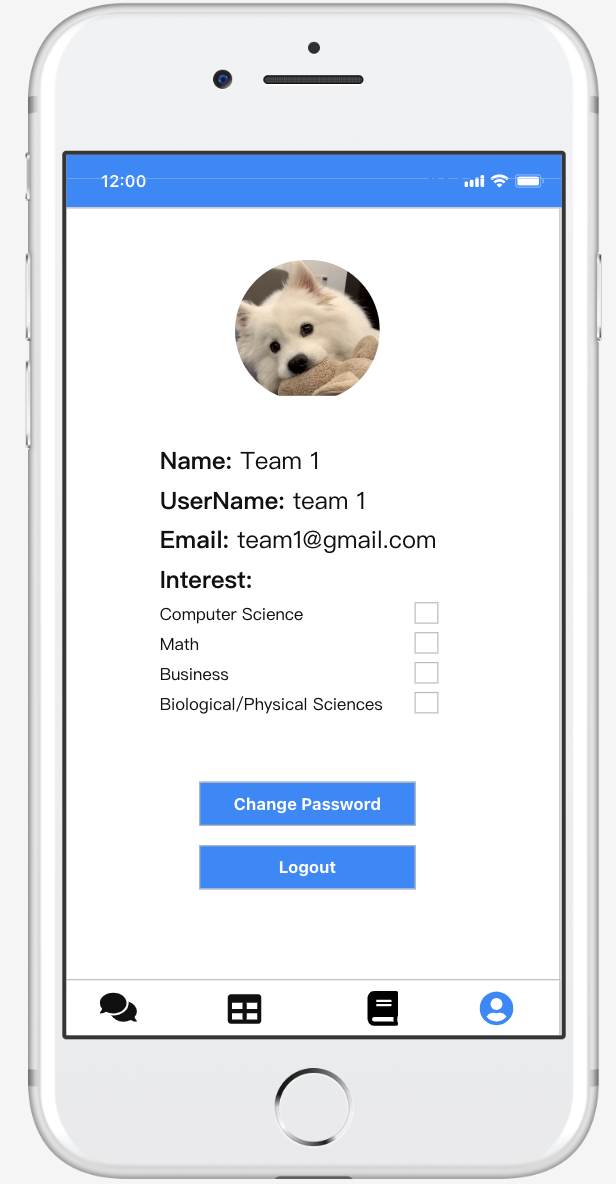 12:00
Name: Team 1
UserName: team 1
Email: team1@gmail.com
Interest:
Computer Science
Math
Business
Biological/Physical Sciences
Change Password
Logout